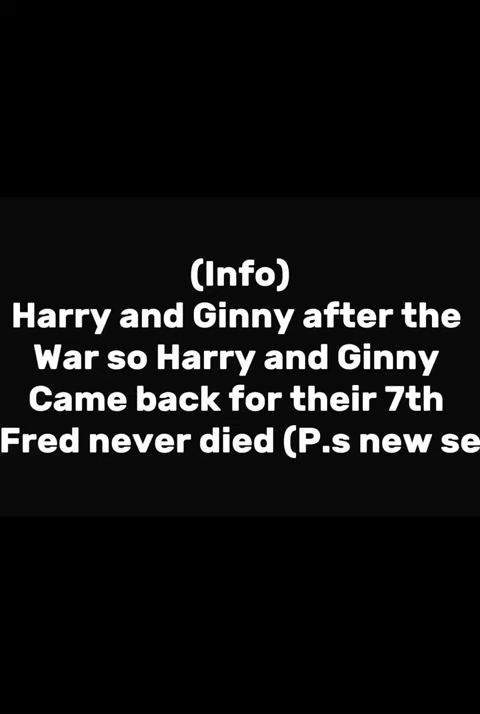 (Info)
Harry and Ginny after the
War so Harry and Ginny
Came back for their 7th
Fred never died (P.s new se